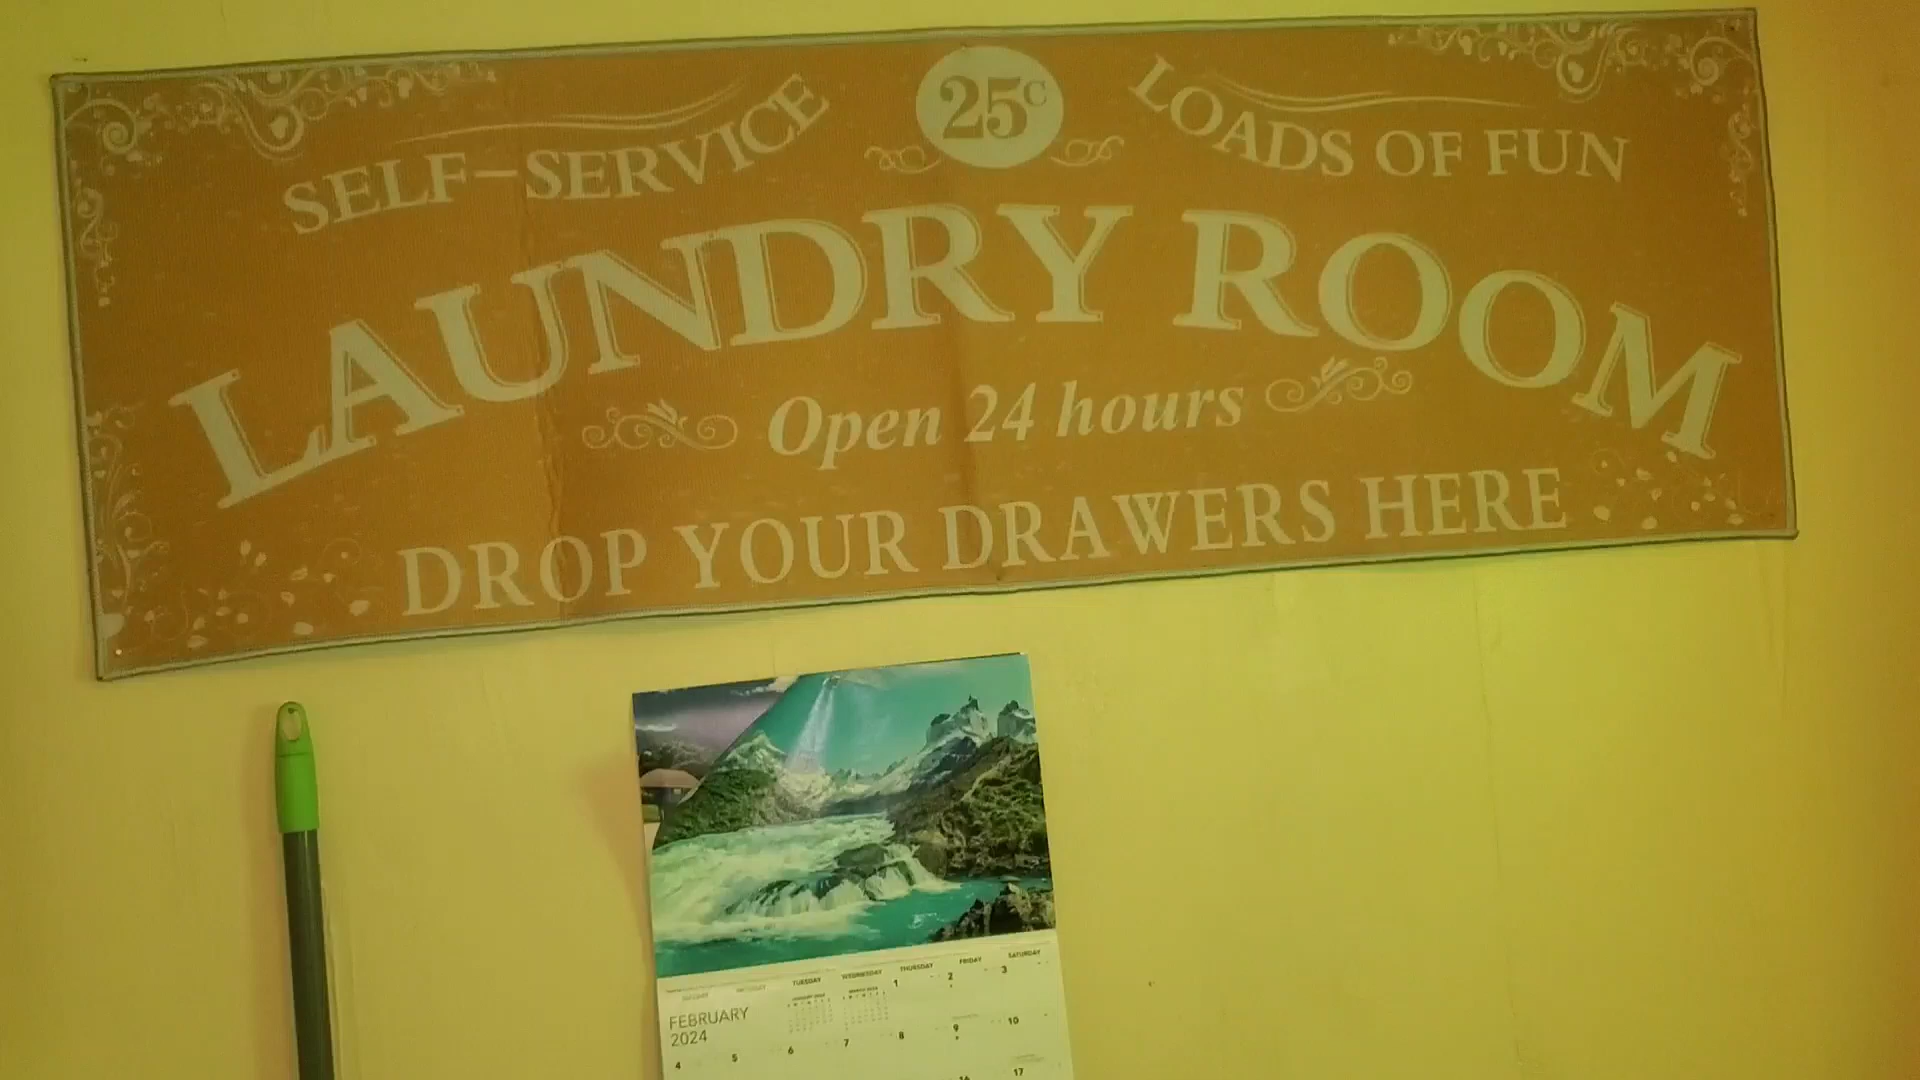 SELF-SERVICE
25¢
LOADS OF FUN
LAUNDRY ROOM
Open 24 hours
DROP YOUR DRAWERS HERE
TUESDAY WEDNESDAY THURSDAY FRIDAY SATURDAY
FEBRUARY
2024
1 2 3
4 5 6 7 8 9 10
16 17